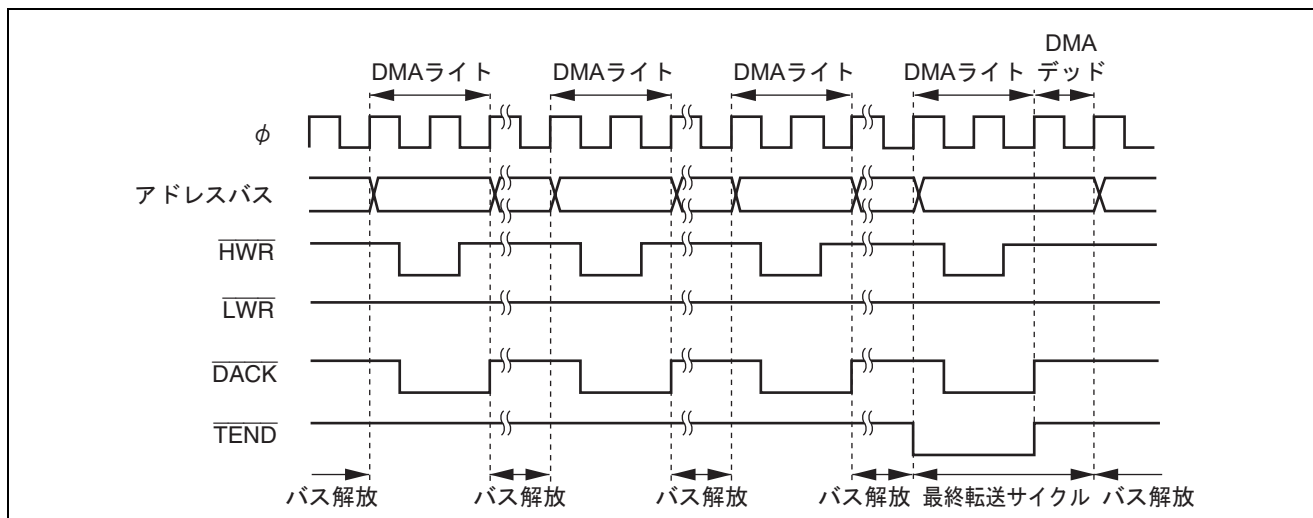 DMA
DMAライト DMAライト DMAライト DMAライト デッド
φ
アドレスバス
HWR
LWR
DACK
TEND
バス解放 バス解放 バス解放 バス解放 最終転送サイクル バス解放